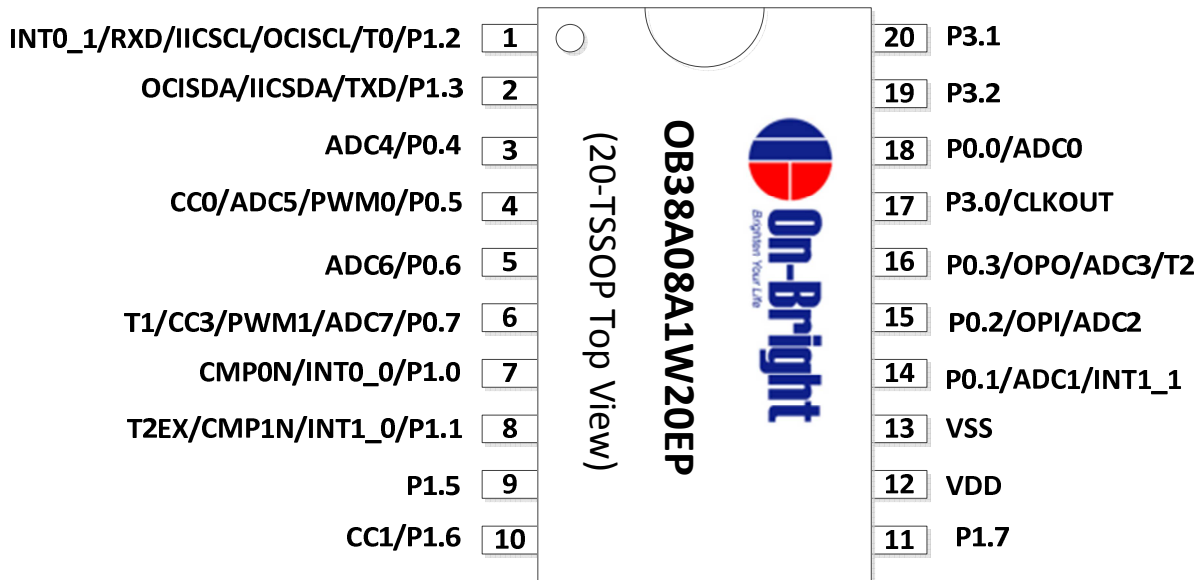 INT0_1/RXD/IICSCL/OCISCL/T0/P1.2 1
OCISDA/IICSDA/TXD/P1.3 2
ADC4/P0.4 3
CC0/ADC5/PWM0/P0.5 4
ADC6/P0.6 5
T1/CC3/PWM1/ADC7/P0.7 6
CMP0N/INT0_0/P1.0 7
T2EX/CMP1N/INT1_0/P1.1 8
P1.5 9
CC1/P1.6 10
(20-TSSOP Top View)
OB38A08A1W20EP
On-Bright
Brighten Your Life
20 P3.1
19 P3.2
18 P0.0/ADC0
17 P3.0/CLKOUT
16 P0.3/OPO/ADC3/T2
15 P0.2/OPI/ADC2
14 P0.1/ADC1/INT1_1
13 VSS
12 VDD
11 P1.7